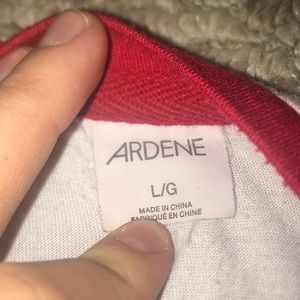 ARDENE
L/G
MADE IN CHINA
FABRIQUÉ EN CHINE